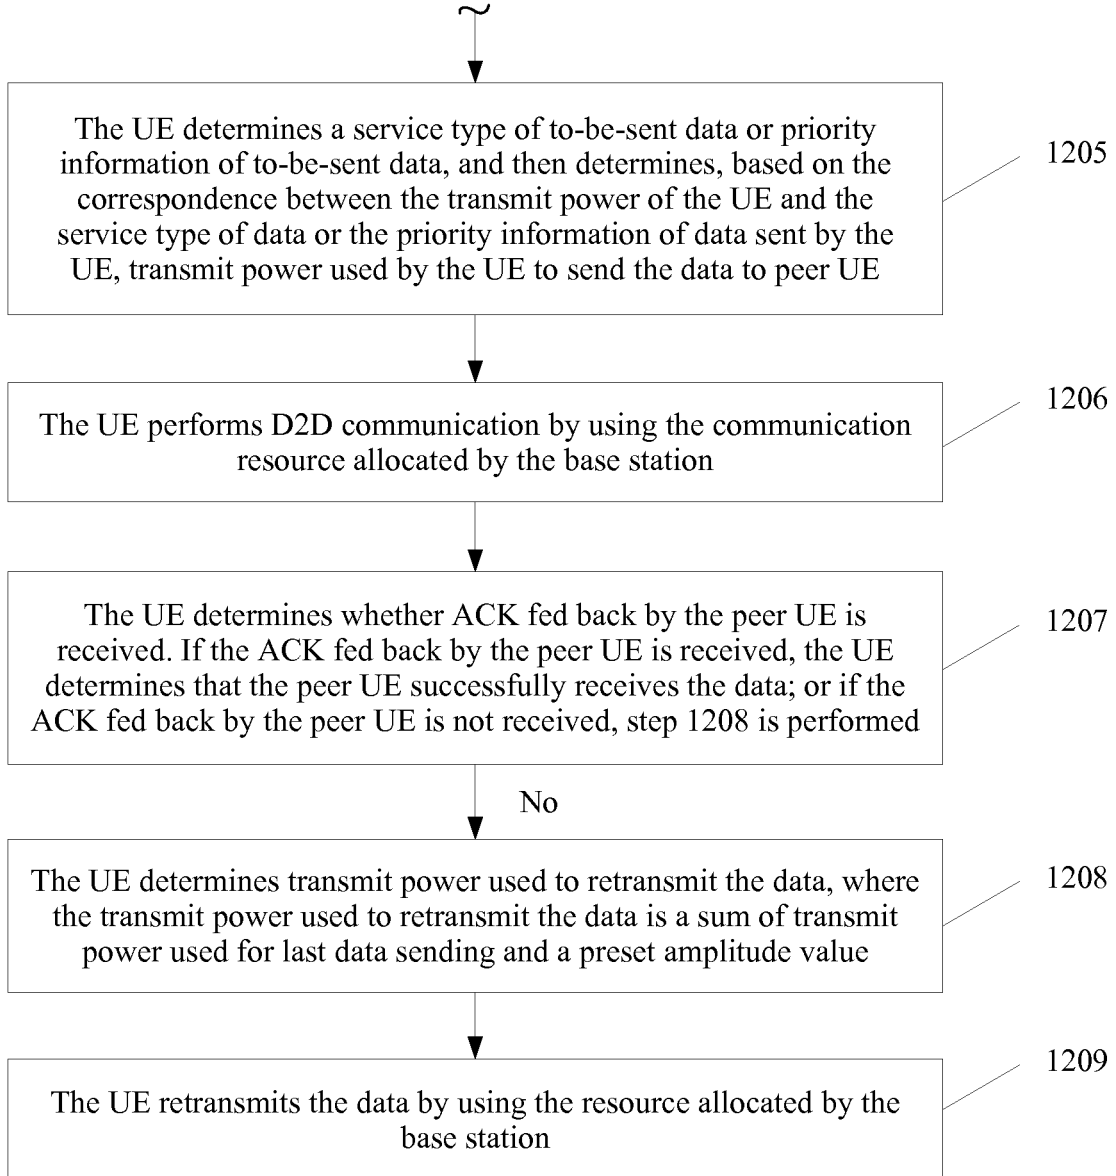 The UE determines a service type of to-be-sent data or priority
information of to-be-sent data, and then determines, based on the
correspondence between the transmit power of the UE and the
service type of data or the priority information of data sent by the
UE, transmit power used by the UE to send the data to peer UE
1205
The UE performs D2D communication by using the communication
resource allocated by the base station
1206
The UE determines whether ACK fed back by the peer UE is
received. If the ACK fed back by the peer UE is received, the UE
determines that the peer UE successfully receives the data; or if the
ACK fed back by the peer UE is not received, step 1208 is performed
1207
No
The UE determines transmit power used to retransmit the data, where
the transmit power used to retransmit the data is a sum of transmit
power used for last data sending and a preset amplitude value
1208
The UE retransmits the data by using the resource allocated by the
base station
1209